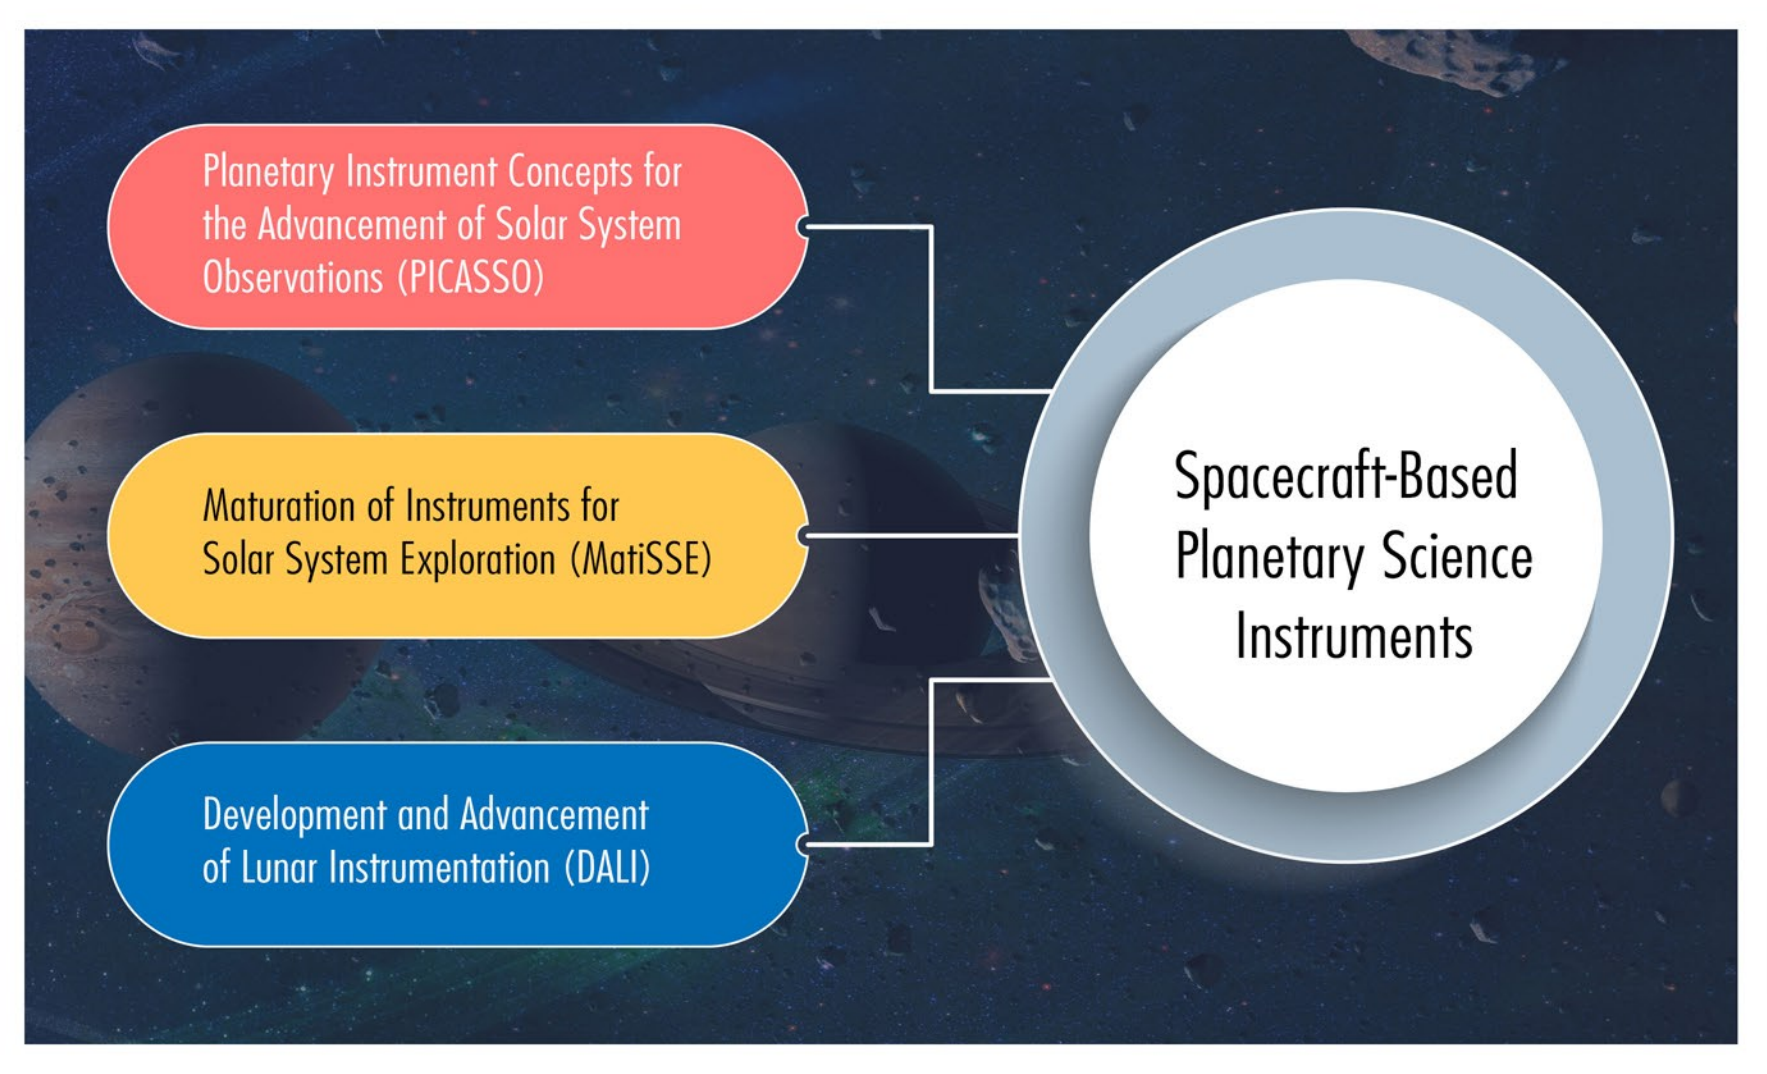 Planetary Instrument Concepts for
the Advancement of Solar System
Observations (PICASSO)
Maturation of Instruments for
Solar System Exploration (MatiSSE)
Development and Advancement
of Lunar Instrumentation (DALI)
Spacecraft-Based
Planetary Science
Instruments